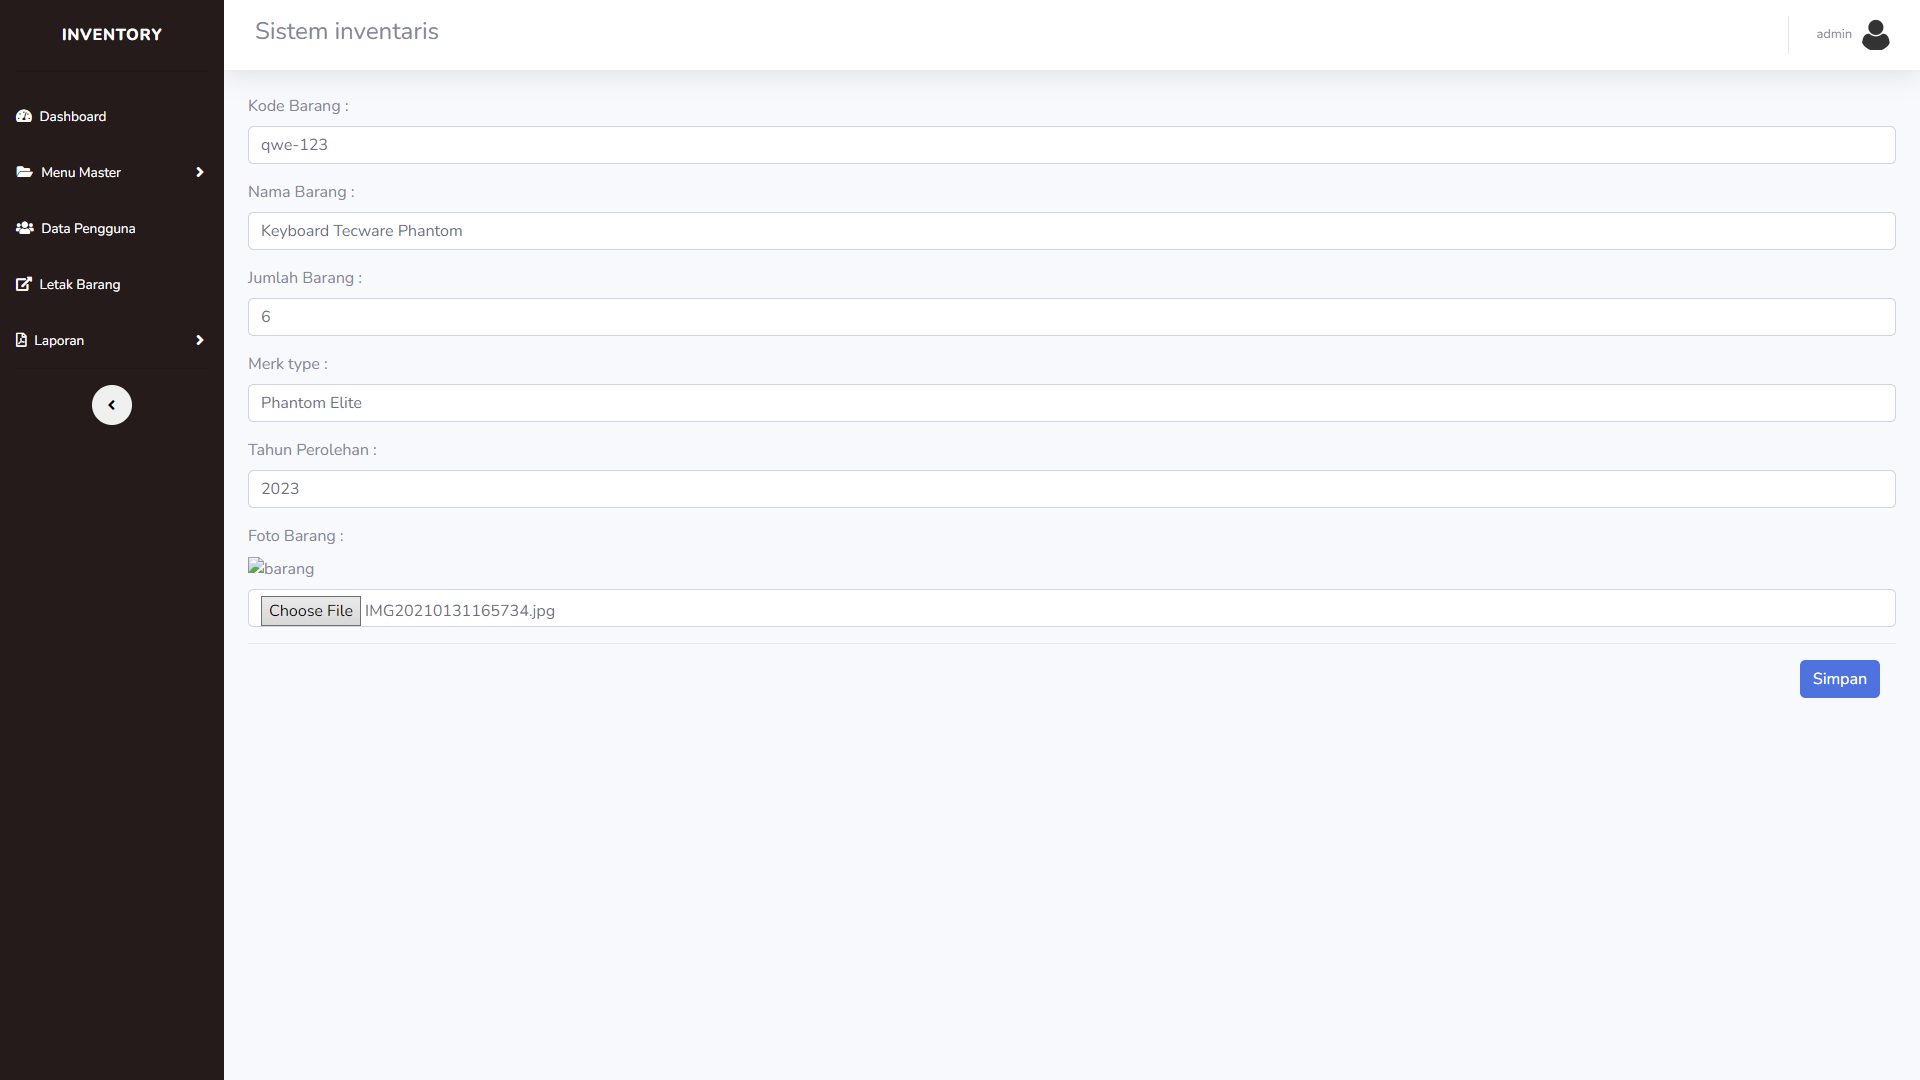 INVENTORY
Dashboard
Menu Master
Data Pengguna
Letak Barang
Laporan
Sistem inventaris
admin
Kode Barang :
qwe-123
Nama Barang :
Keyboard Tecware Phantom
Jumlah Barang :
6
Merk type :
Phantom Elite
Tahun Perolehan :
2023
Foto Barang :
barang
Choose File IMG20210131165734.jpg
Simpan